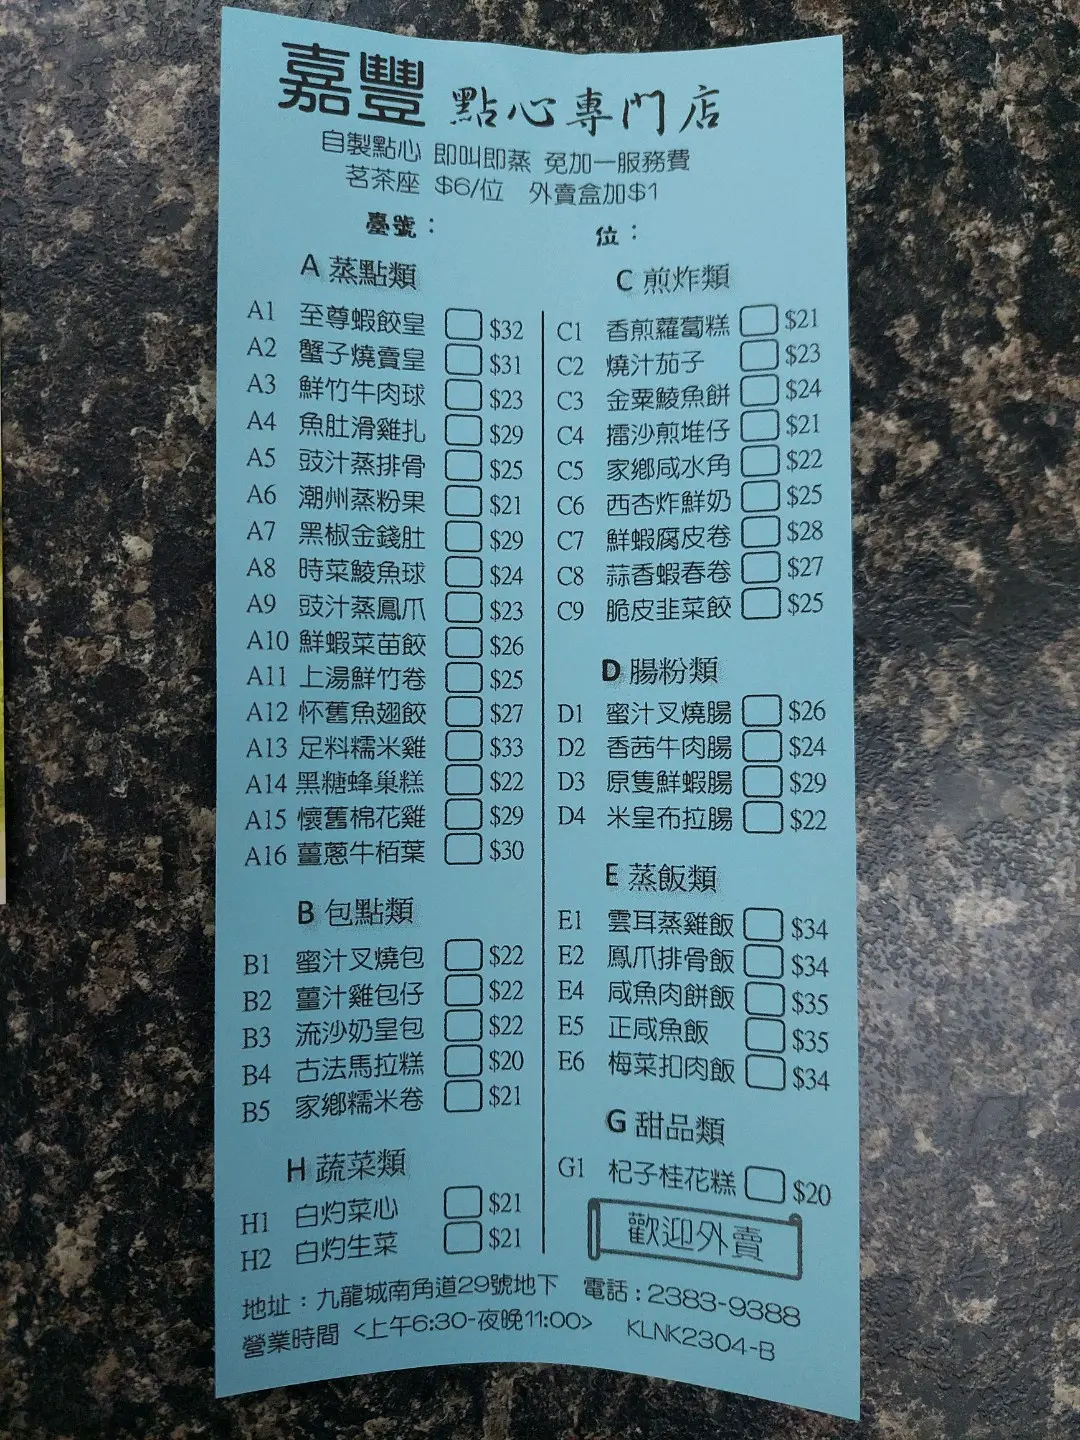 嘉豐 點心專門店
自製點心 即叫即蒸 免加一服務費
茗茶座 $6/位 外賣盒加$1
臺號： 位：
A 蒸點類
A1 至尊蝦餃皇 $32
A2 蟹子燒賣皇 $31
A3 鮮竹牛肉球 $23
A4 魚肚滑雞扎 $29
A5 豉汁蒸排骨 $25
A6 潮州蒸粉果 $21
A7 黑椒金錢肚 $29
A8 時菜鯪魚球 $24
A9 豉汁蒸鳳爪 $23
A10 鮮蝦菜苗餃 $26
A11 上湯鮮竹卷 $25
A12 怀舊魚翅餃 $27
A13 足料糯米雞 $33
A14 黑糖蜂巢糕 $22
A15 懷舊棉花雞 $29
A16 薑蔥牛栢葉 $30
B 包點類
B1 蜜汁叉燒包 $22
B2 薑汁雞包仔 $22
B3 流沙奶皇包 $22
B4 古法馬拉糕 $20
B5 家鄉糯米卷 $21
H 蔬菜類
H1 白灼菜心 $21
H2 白灼生菜 $21
C 煎炸類
C1 香煎蘿蔔糕 $21
C2 燒汁茄子 $23
C3 金粟鯪魚餅 $24
C4 擂沙煎堆仔 $21
C5 家鄉咸水角 $22
C6 西杏炸鮮奶 $25
C7 鮮蝦腐皮卷 $28
C8 蒜香蝦春卷 $27
C9 脆皮韭菜餃 $25
D 腸粉類
D1 蜜汁叉燒腸 $26
D2 香茜牛肉腸 $24
D3 原隻鮮蝦腸 $29
D4 米皇布拉腸 $22
E 蒸飯類
E1 雲耳蒸雞飯 $34
E2 鳳爪排骨飯 $34
E4 咸魚肉餅飯 $35
E5 正咸魚飯 $35
E6 梅菜扣肉飯 $34
G 甜品類
G1 杞子桂花糕 $20
歡迎外賣
地址：九龍城南角道29號地下 電話：2383-9388
營業時間 <上午6:30-夜晚11:00> KLNK2304-B